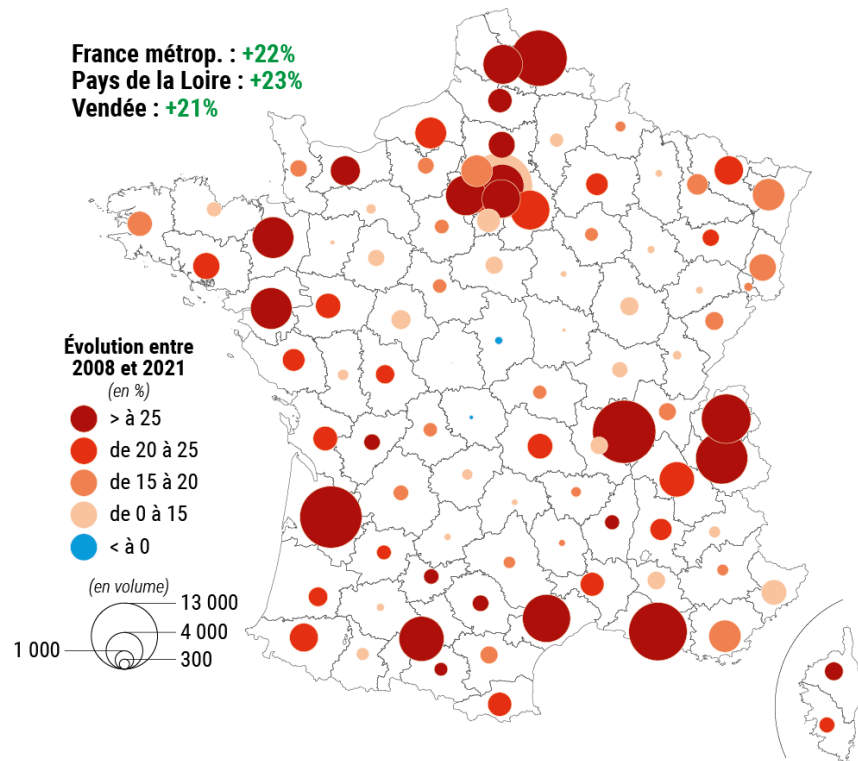 France métrop. : +22%
Pays de la Loire : +23%
Vendée : +21%
Évolution entre
2008 et 2021
(en %)
> à 25
de 20 à 25
de 15 à 20
de 0 à 15
< à 0
(en volume)
13 000
4 000
1 000
300